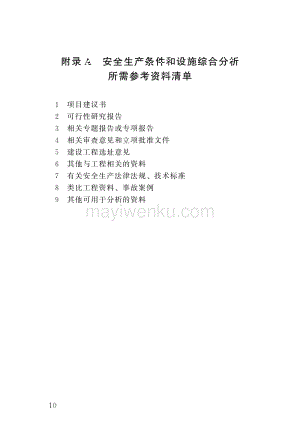 附录A 安全生产条件和设施综合分析
所需参考资料清单
1 项目建议书
2 可行性研究报告
3 相关专题报告或专项报告
4 相关审查意见和立项批准文件
5 建设工程选址意见
6 其他与工程相关的资料
7 有关安全生产法律法规、技术标准
8 类比工程资料、事故案例
9 其他可用于分析的资料
mayiwenku.com
10